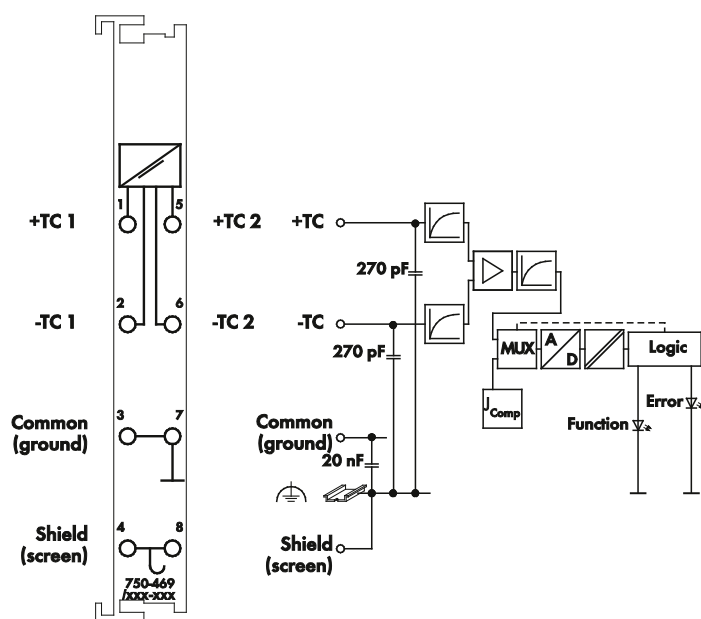 1 5
+TC 1 +TC 2 +TC
270 pF
2 6
-TC 1 -TC 2 -TC
270 pF
MUX A D Logic
J Comp
Error
Function
3 7
Common
(ground)
Common
(ground)
20 nF
4 8
Shield
(screen)
Shield
(screen)
750-469
/xxx-xxx